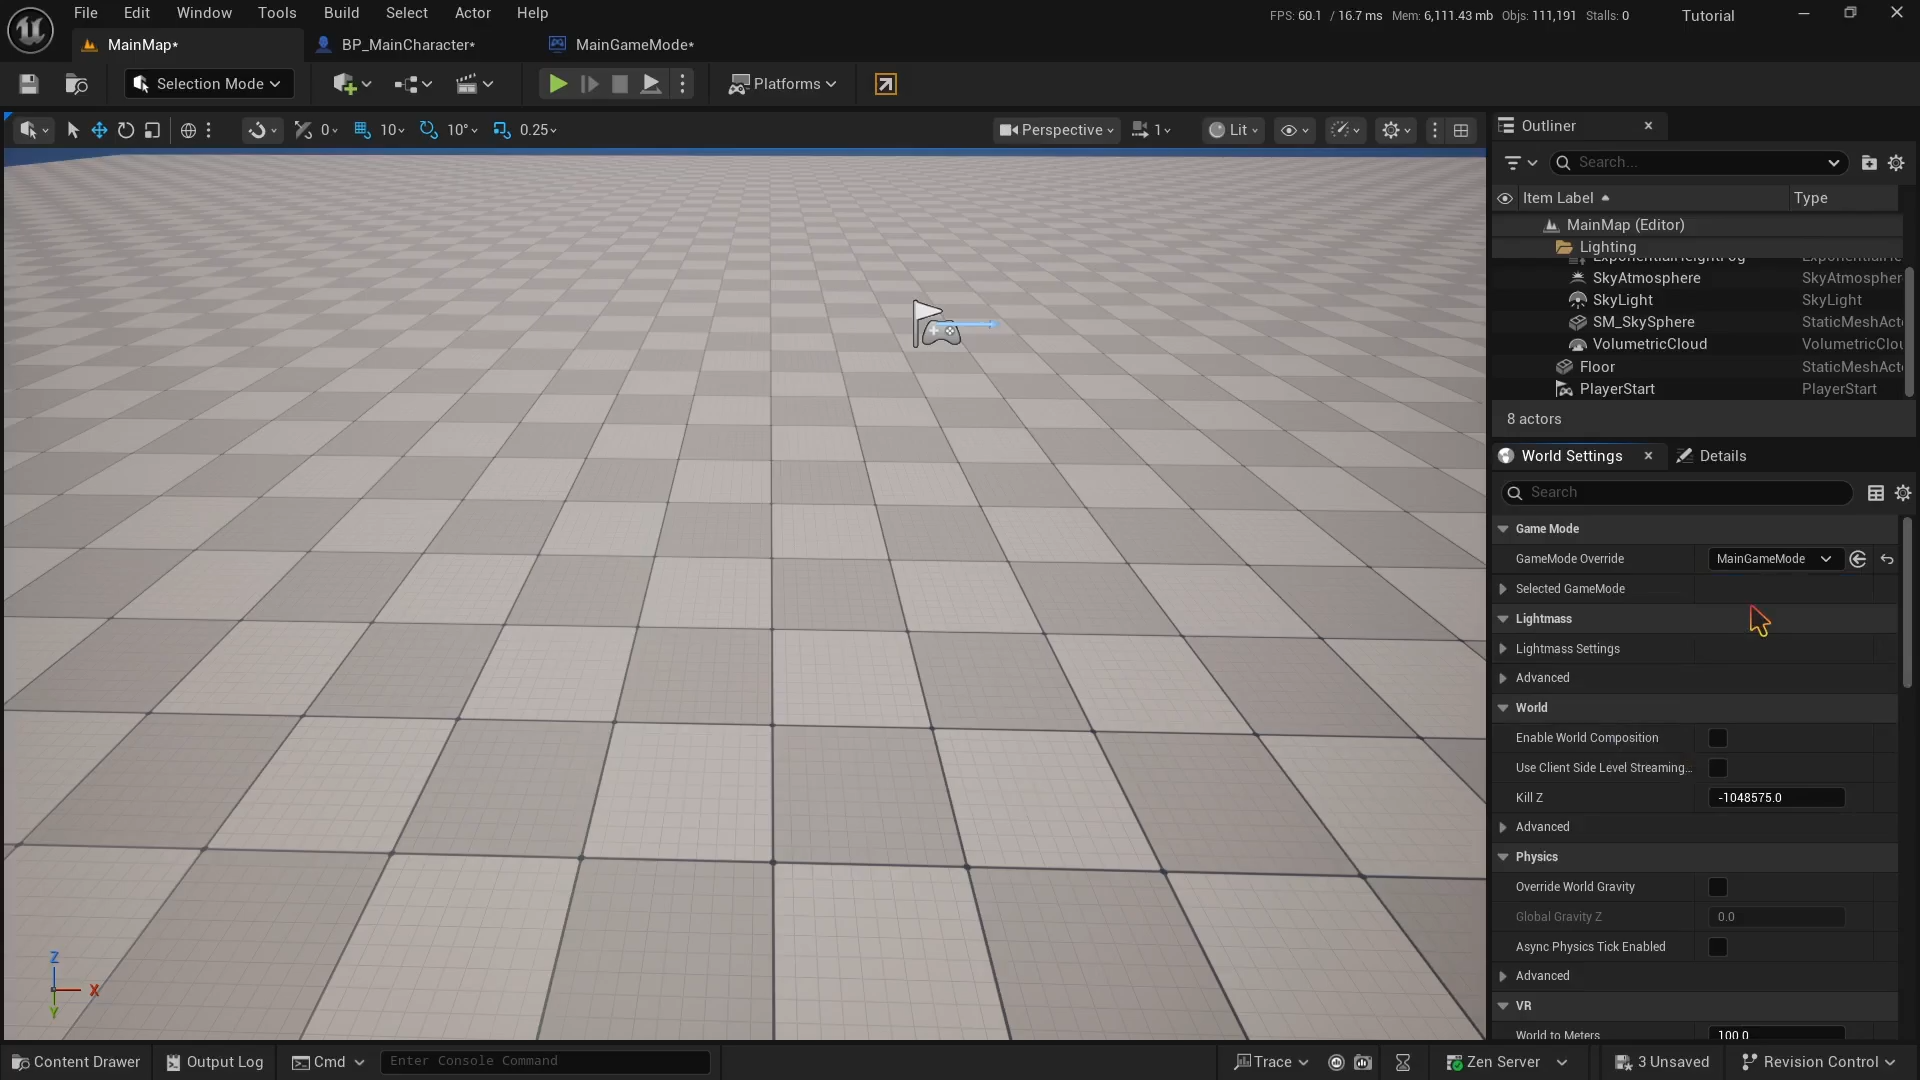 File Edit Window Tools Build Select Actor Help
FPS: 60.1 / 16.7 ms Mem: 6,111.43 mb Objs: 111,191 Stalls: 0
Tutorial
MainMap*
BP_MainCharacter*
MainGameMode*
Selection Mode
Platforms
0
10
10°
0.25
Perspective
1
Lit
Outliner
Search...
Item Label
Type
MainMap (Editor)
Lighting
ExponentialHeightFog
SkyAtmosphere SkyAtmospher
SkyLight SkyLight
SM_SkySphere StaticMeshAct
VolumetricCloud VolumetricClou
Floor StaticMeshAct
PlayerStart PlayerStart
8 actors
World Settings
Details
Search
Game Mode
GameMode Override MainGameMode
Selected GameMode
Lightmass
Lightmass Settings
Advanced
World
Enable World Composition
Use Client Side Level Streaming...
Kill Z -1048575.0
Advanced
Physics
Override World Gravity
Global Gravity Z 0.0
Async Physics Tick Enabled
Advanced
VR
World to Meters 100.0
Z
X
Y
Content Drawer
Output Log
Cmd
Enter Console Command
Trace
Zen Server
3 Unsaved
Revision Control